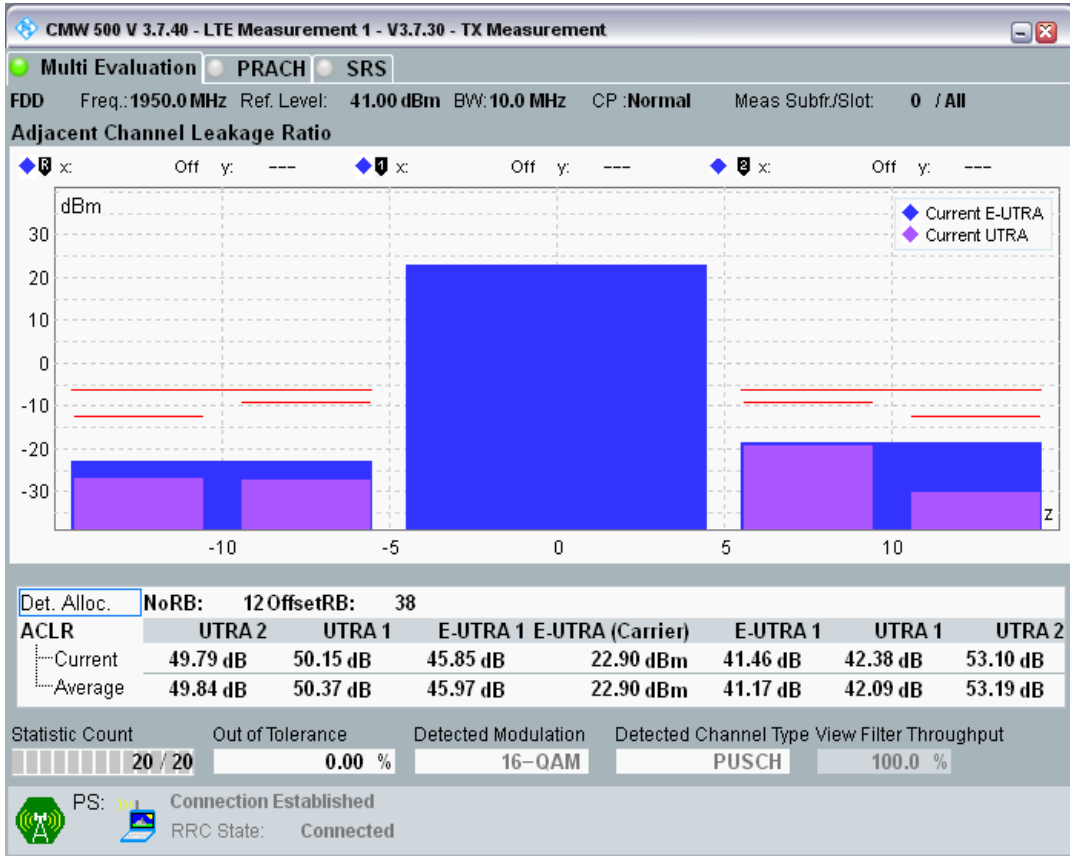 CMW 500 V 3.7.40 - LTE Measurement 1 - V3.7.30 - TX Measurement
Multi Evaluation PRACH SRS
FDD Freq.: 1950.0 MHz Ref. Level: 41.00 dBm BW: 10.0 MHz CP :Normal Meas Subfr./Slot: 0 / All
Adjacent Channel Leakage Ratio
R x: Off y: --- 1 x: Off y: --- 2 x: Off y: ---
dBm
Current E-UTRA
Current UTRA
30
20
10
0
-10
-20
-30
z
-10 -5 0 5 10
Det. Alloc. NoRB: 12 OffsetRB: 38
ACLR UTRA 2 UTRA 1 E-UTRA 1 E-UTRA (Carrier) E-UTRA 1 UTRA 1 UTRA 2
Current 49.79 dB 50.15 dB 45.85 dB 22.90 dBm 41.46 dB 42.38 dB 53.10 dB
Average 49.84 dB 50.37 dB 45.97 dB 22.90 dBm 41.17 dB 42.09 dB 53.19 dB
Statistic Count Out of Tolerance Detected Modulation Detected Channel Type View Filter Throughput
20 / 20 0.00 % 16-QAM PUSCH 100.0 %
PS: Connection Established
RRC State: Connected